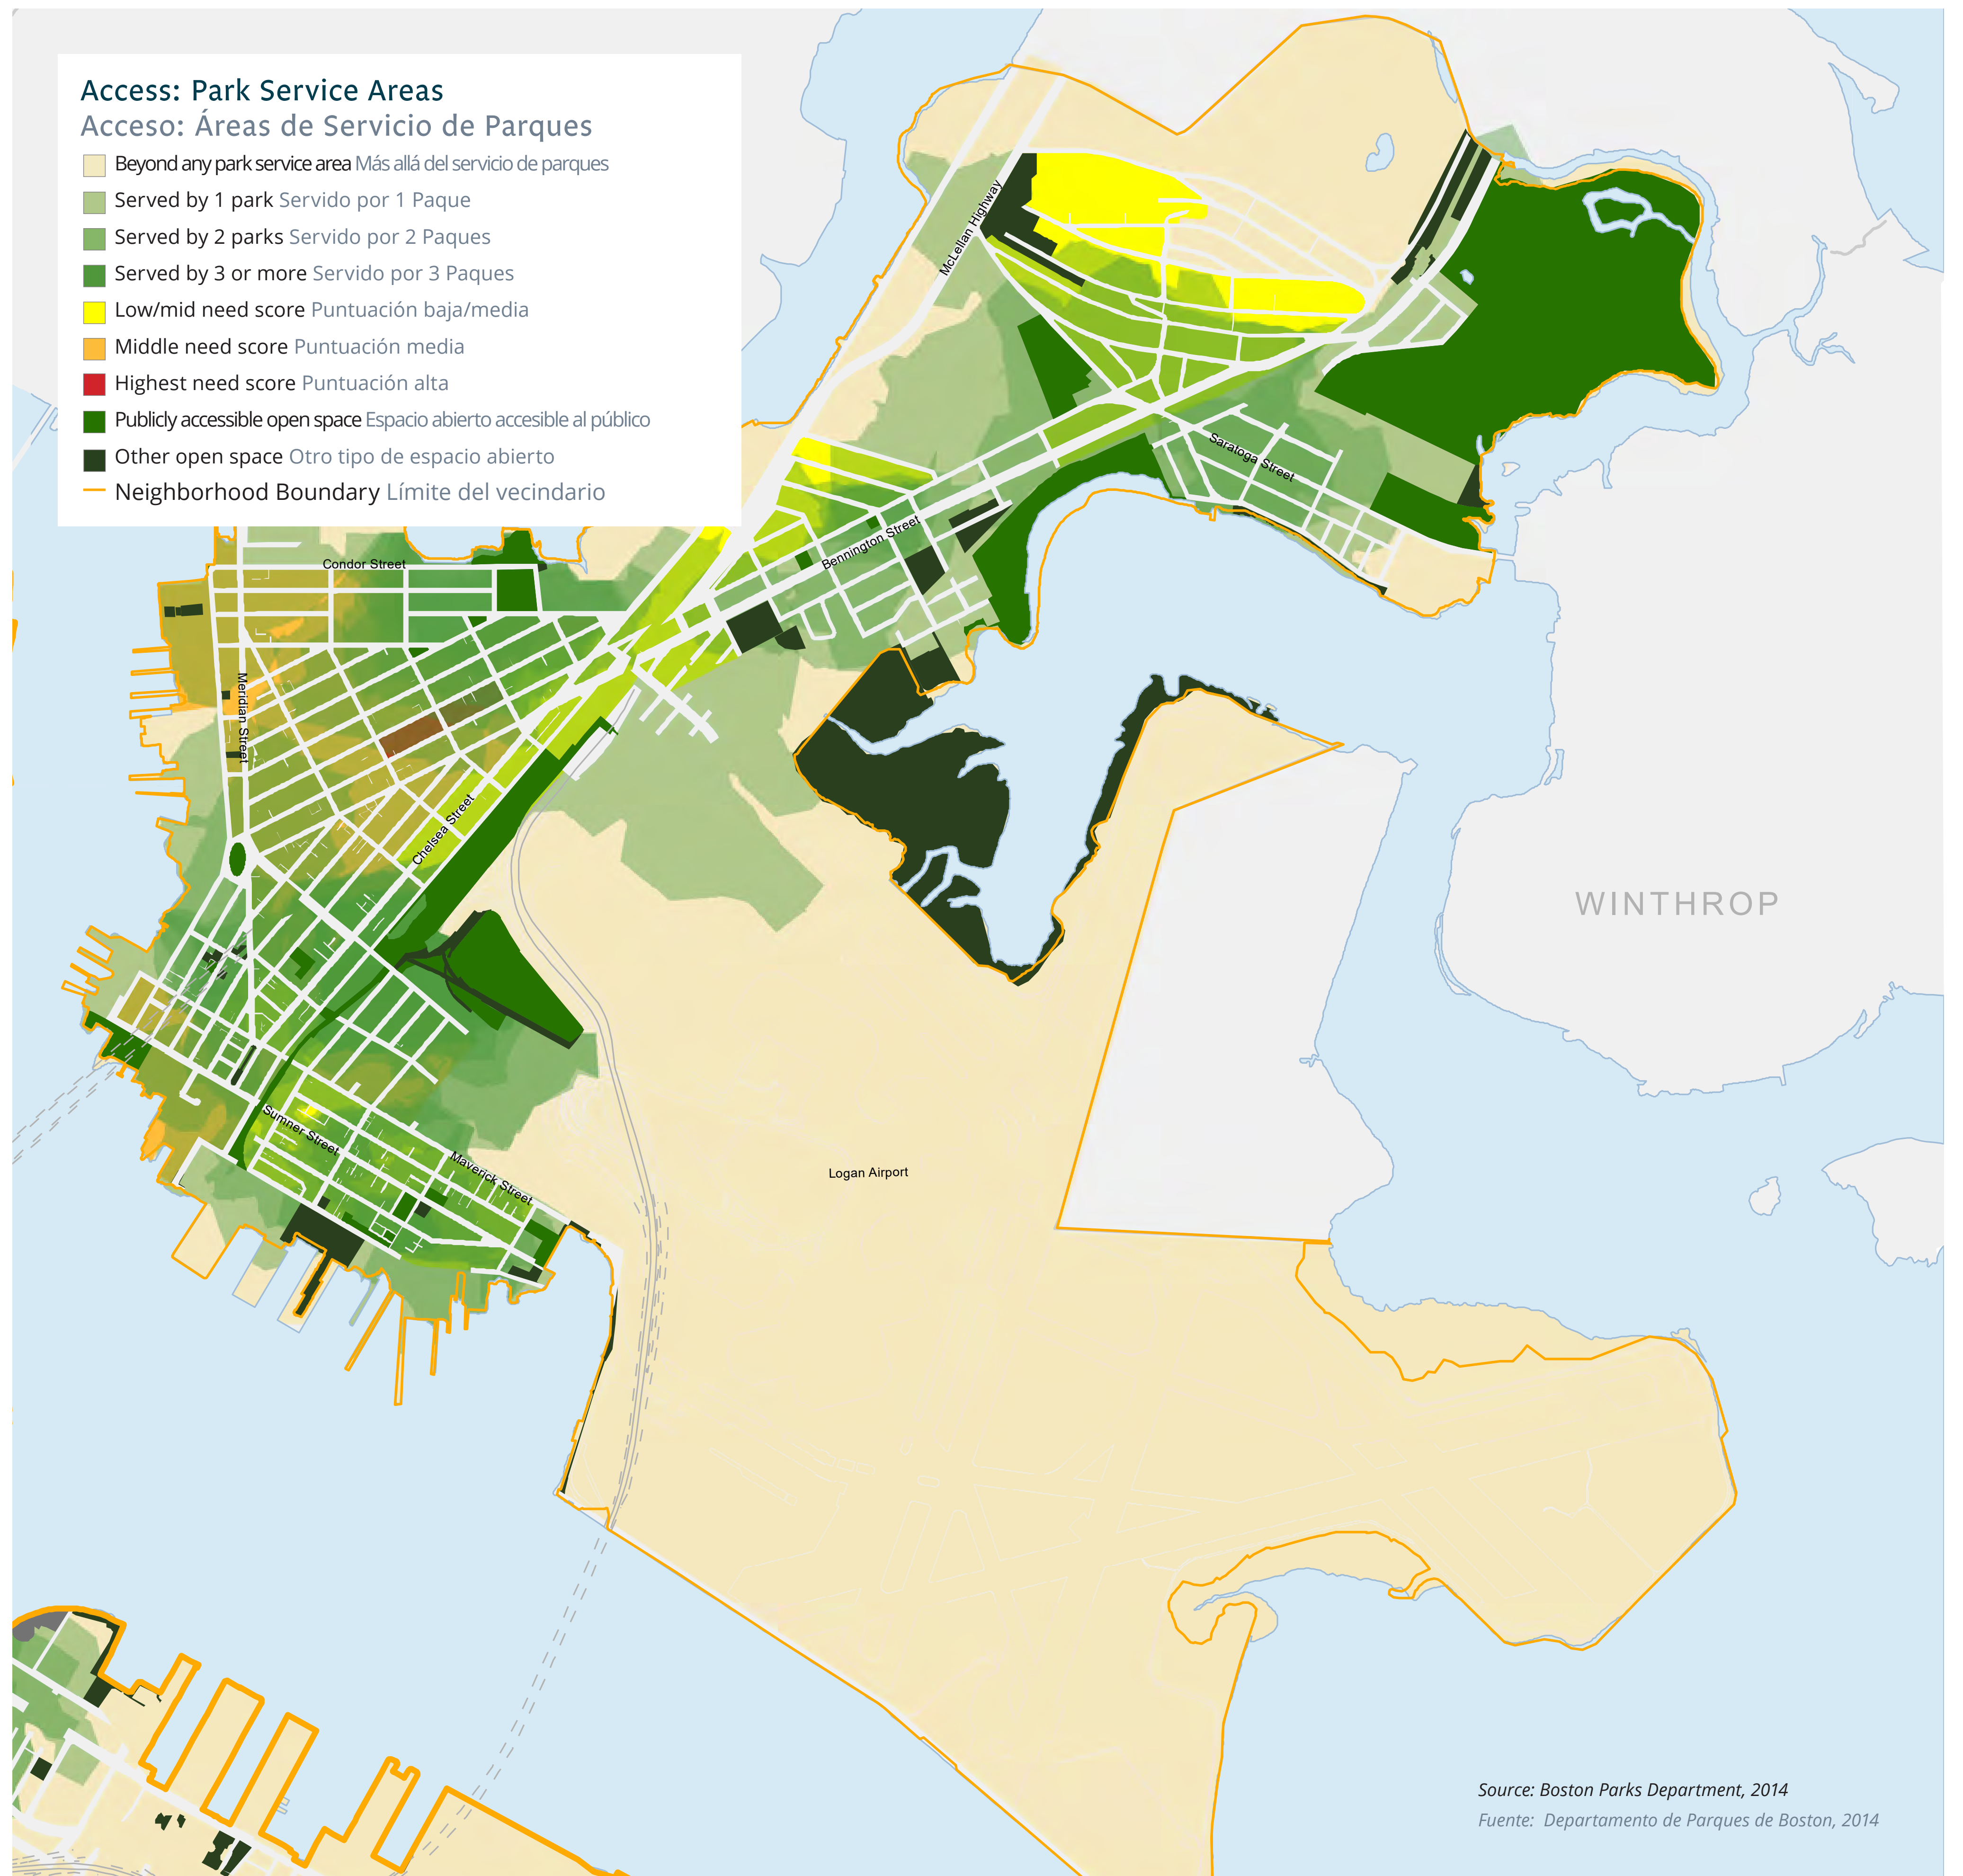 Access: Park Service Areas
Acceso: Áreas de Servicio de Parques
Beyond any park service area Más allá del servicio de parques
Served by 1 park Servido por 1 Paque
Served by 2 parks Servido por 2 Paques
Served by 3 or more Servido por 3 Paques
Low/mid need score Puntuación baja/media
Middle need score Puntuación media
Highest need score Puntuación alta
Publicly accessible open space Espacio abierto accesible al público
Other open space Otro tipo de espacio abierto
Neighborhood Boundary Límite del vecindario
McLellan Highway
Saratoga Street
Bennington Street
Condor Street
Meridian Street
Chelsea Street
WINTHROP
Sumner Street
Maverick Street
Logan Airport
Source: Boston Parks Department, 2014
Fuente: Departamento de Parques de Boston, 2014